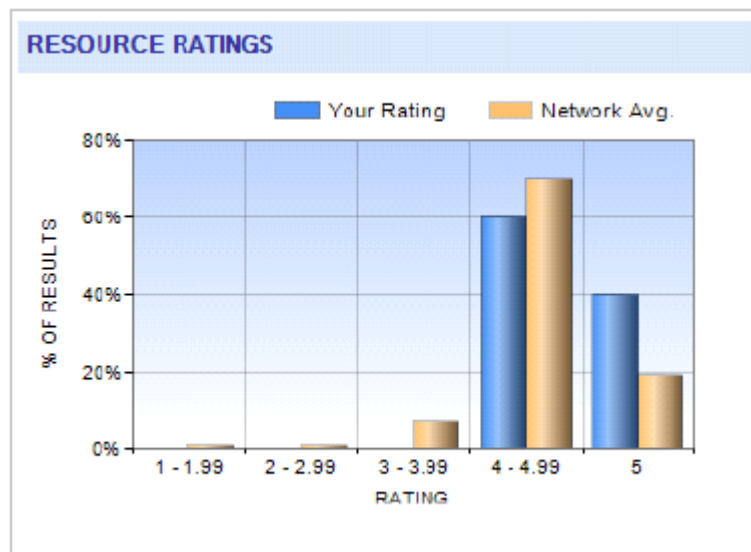 RESOURCE RATINGS
Your Rating Network Avg.
80%
60%
40%
20%
0%
% OF RESULTS
1 - 1.99 2 - 2.99 3 - 3.99 4 - 4.99 5
RATING